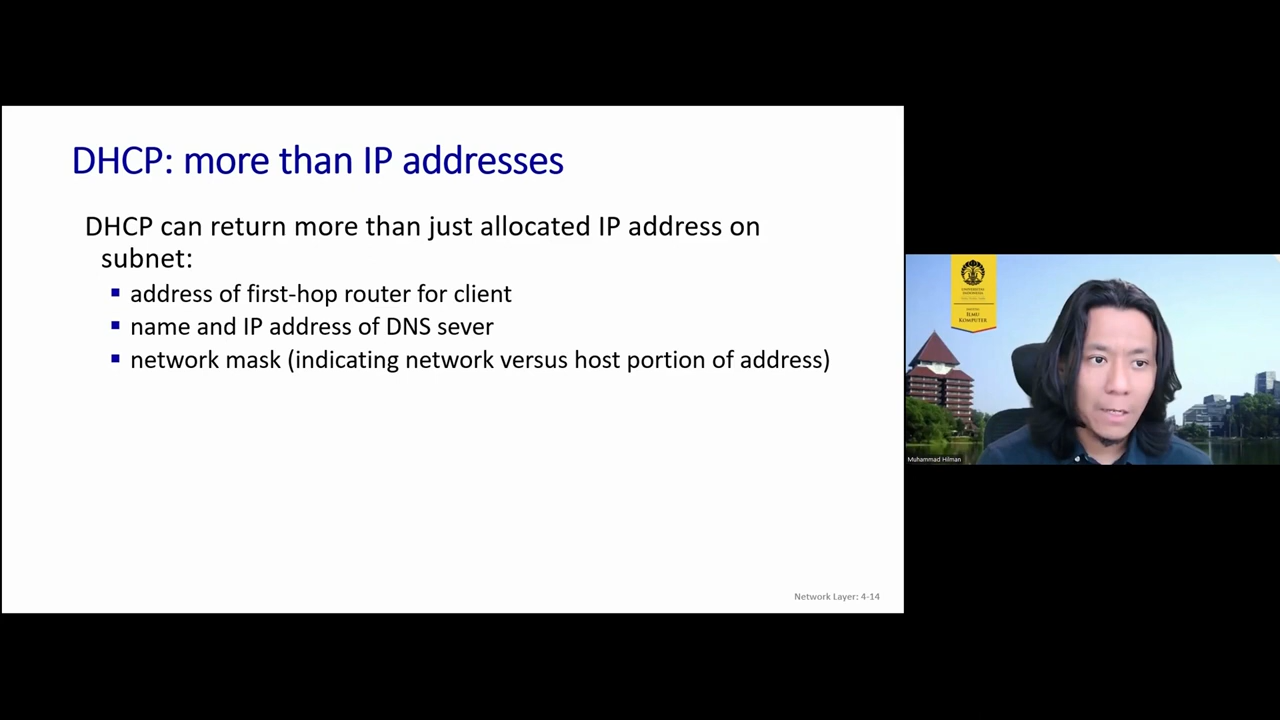 DHCP: more than IP addresses
DHCP can return more than just allocated IP address on
subnet:
address of first-hop router for client
name and IP address of DNS sever
network mask (indicating network versus host portion of address)
Network Layer: 4-14
UNIVERSITAS
INDONESIA
ILMU
KOMPUTER
Muhammad Hilman